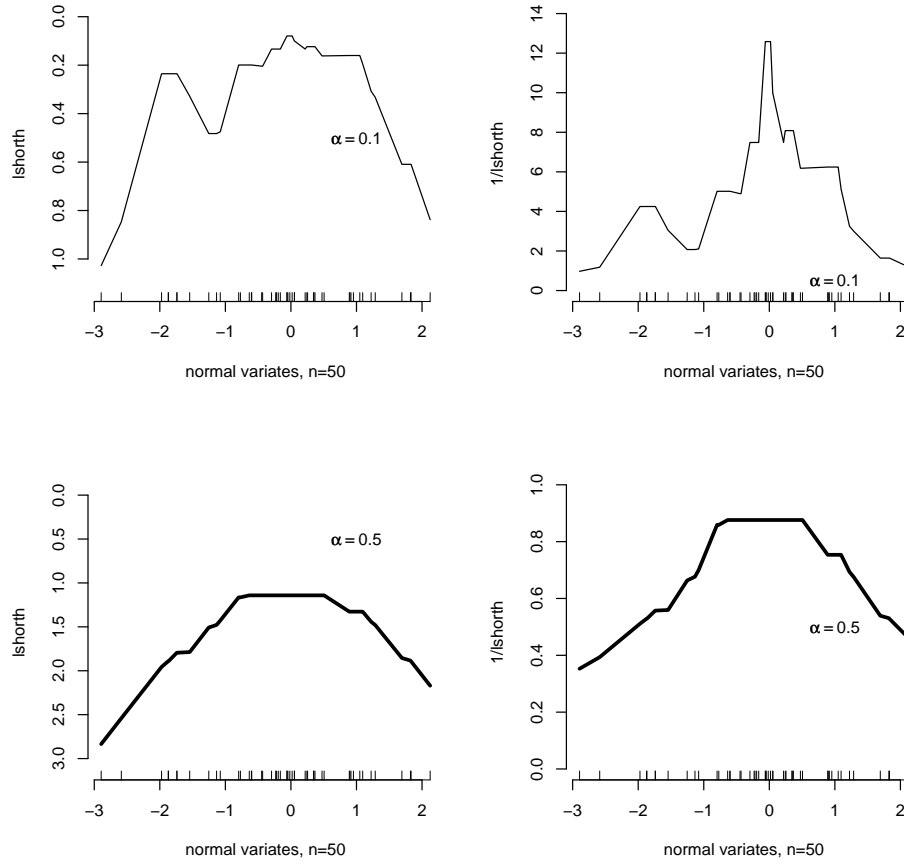 0.0
0.2
0.4
0.6
0.8
1.0
lshorth
α = 0.1
−3 −2 −1 0 1 2
normal variates, n=50
14
12
10
8
6
4
2
0
1/lshorth
α = 0.1
−3 −2 −1 0 1 2
normal variates, n=50
0.0
0.5
1.0
1.5
2.0
2.5
3.0
lshorth
α = 0.5
−3 −2 −1 0 1 2
normal variates, n=50
1.0
0.8
0.6
0.4
0.2
0.0
1/lshorth
α = 0.5
−3 −2 −1 0 1 2
normal variates, n=50